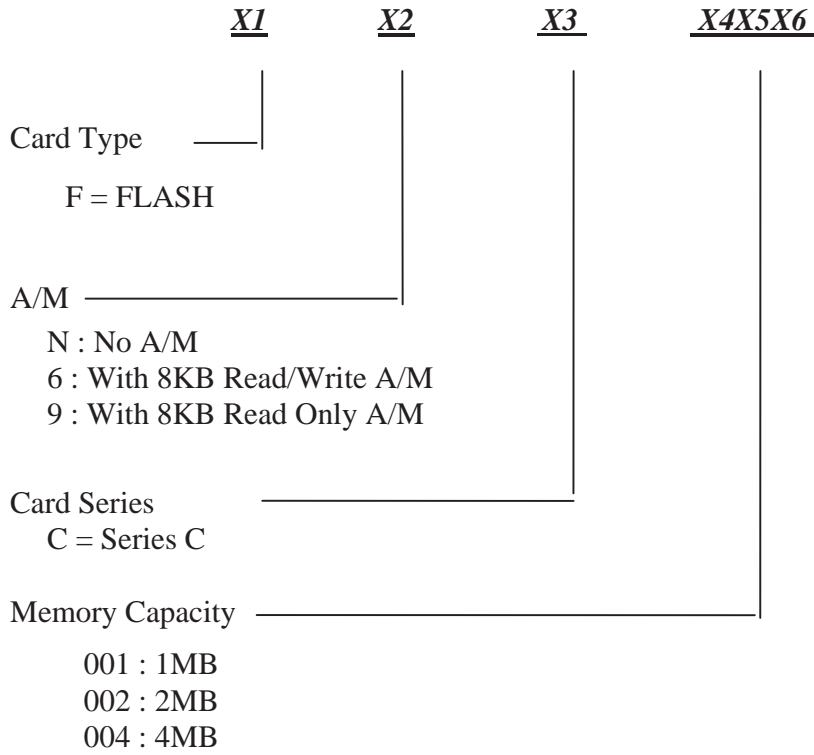 X1 X2 X3 X4X5X6
Card Type
F = FLASH
A/M
N : No A/M
6 : With 8KB Read/Write A/M
9 : With 8KB Read Only A/M
Card Series
C = Series C
Memory Capacity
001 : 1MB
002 : 2MB
004 : 4MB